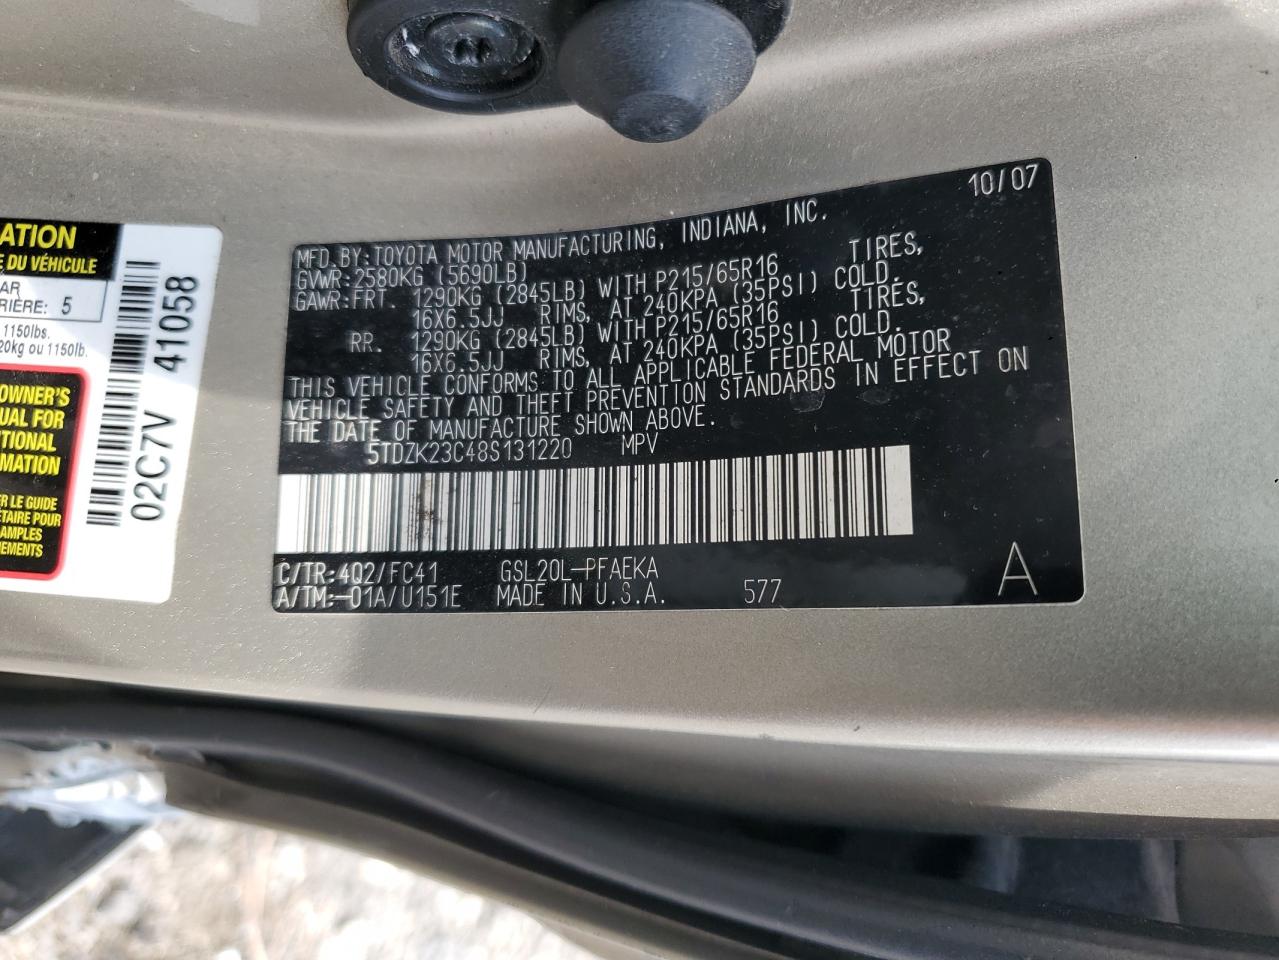 ATION
E DU VÉHICULE
AR
RIÈRE: 5
1150lbs.
20kg ou 1150lb.
OWNER'S
UAL FOR
TIONAL
RMATION
ER LE GUIDE
ÉTAIRE POUR
AMPLES
NEMENTS
02C7V 41058
10/07
MFD. BY: TOYOTA MOTOR MANUFACTURING, INDIANA, INC.
GVWR: 2580KG (5690LB)
GAWR: FRT 1290KG (2845LB) WITH P215/65R16 TIRES,
16X6.5JJ RIMS, AT 240KPA (35PSI) COLD.
RR. 1290KG (2845LB) WITH P215/65R16 TIRES,
16X6.5JJ RIMS, AT 240KPA (35PSI) COLD.
THIS VEHICLE CONFORMS TO ALL APPLICABLE FEDERAL MOTOR
VEHICLE SAFETY AND THEFT PREVENTION STANDARDS IN EFFECT ON
THE DATE OF MANUFACTURE SHOWN ABOVE.
5TDZK23C48S131220 MPV
C/TR: 4Q2/FC41 GSL20L-PFAEKA
A/TM: -01A/U151E MADE IN U.S.A. 577
A